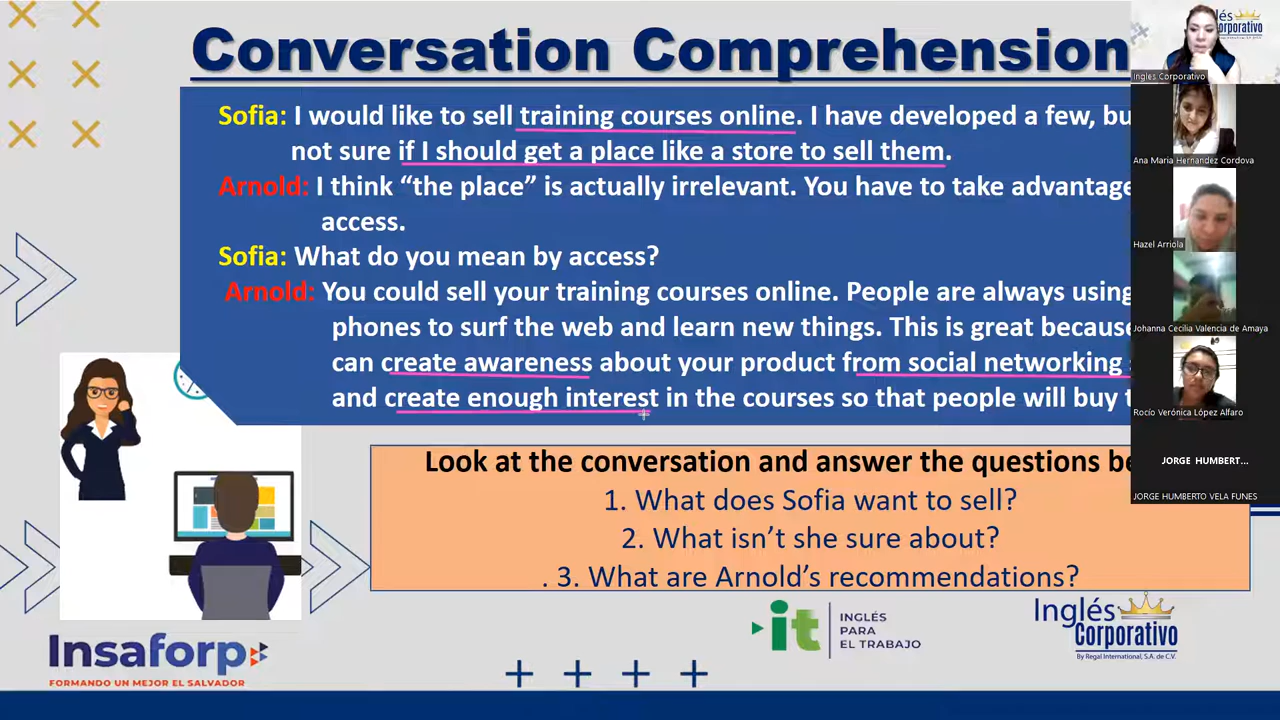 Conversation Comprehension
Sofia: I would like to sell training courses online. I have developed a few, bu
not sure if I should get a place like a store to sell them.
Arnold: I think “the place” is actually irrelevant. You have to take advantage
access.
Sofia: What do you mean by access?
Arnold: You could sell your training courses online. People are always using
phones to surf the web and learn new things. This is great because
can create awareness about your product from social networking
and create enough interest in the courses so that people will buy t
Look at the conversation and answer the questions be
1. What does Sofia want to sell?
2. What isn’t she sure about?
. 3. What are Arnold’s recommendations?
Insaforp
FORMANDO UN MEJOR EL SALVADOR
it
INGLÉS
PARA
EL TRABAJO
Inglés
Corporativo
By Regal International, S.A. de C.V.
lés
orporativo
Ingles Corporativo
Ana Maria Hernandez Cordova
Hazel Arriola
Johanna Cecilia Valencia de Amaya
Rocío Verónica López Alfaro
JORGE HUMBERT...
JORGE HUMBERTO VELA FUNES